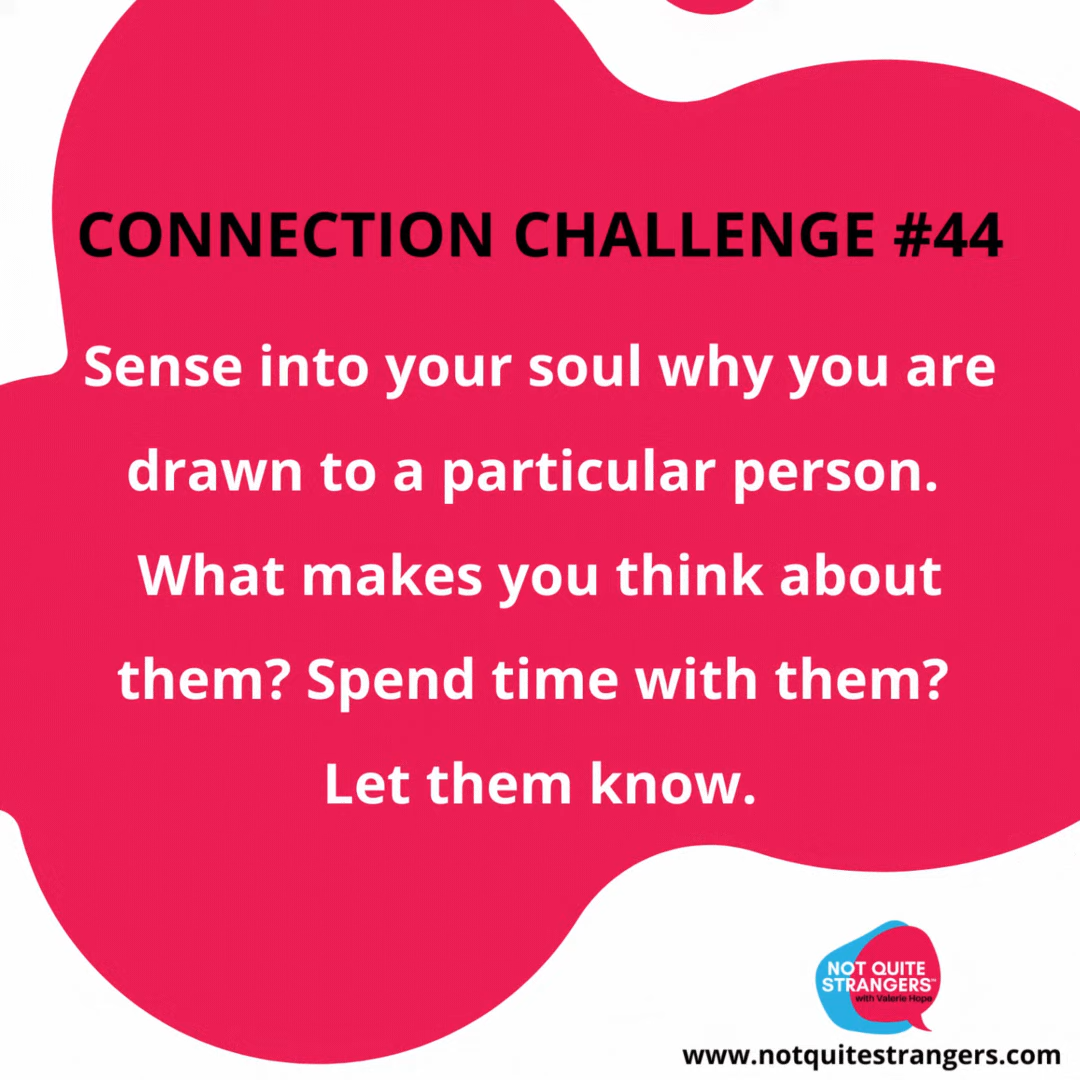 CONNECTION CHALLENGE #44
Sense into your soul why you are
drawn to a particular person.
What makes you think about
them? Spend time with them?
Let them know.
NOT QUITE
STRANGERS™
with Valerie Hope
www.notquitestrangers.com